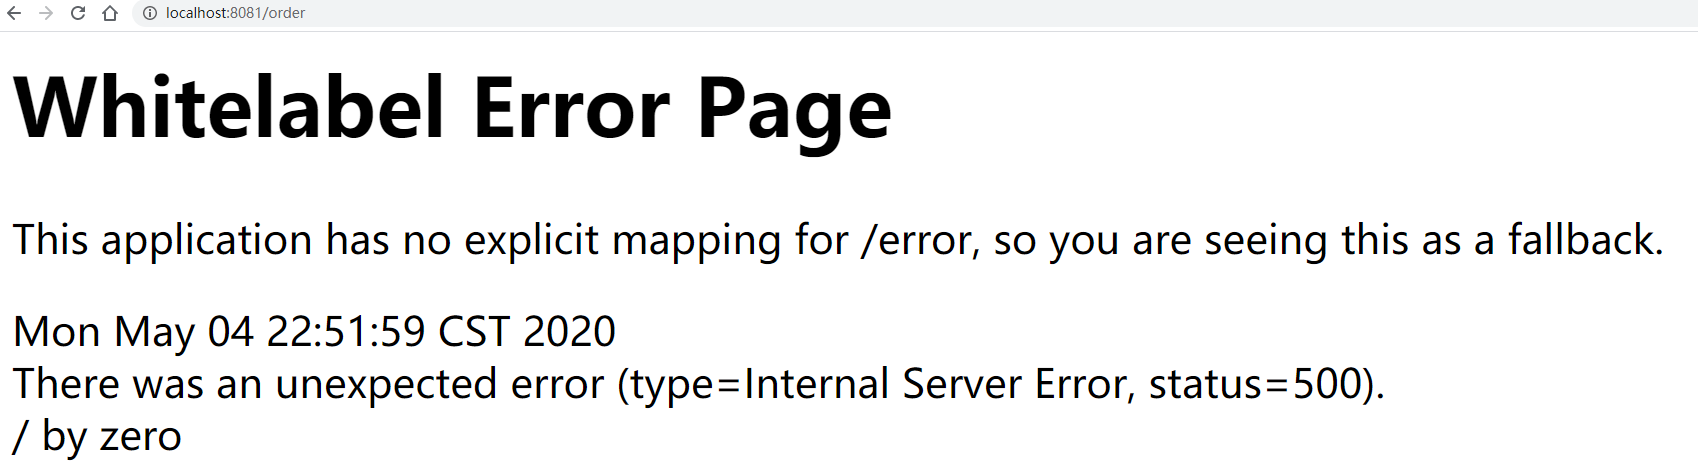 localhost:8081/order
Whitelabel Error Page
This application has no explicit mapping for /error, so you are seeing this as a fallback.
Mon May 04 22:51:59 CST 2020
There was an unexpected error (type=Internal Server Error, status=500).
/ by zero